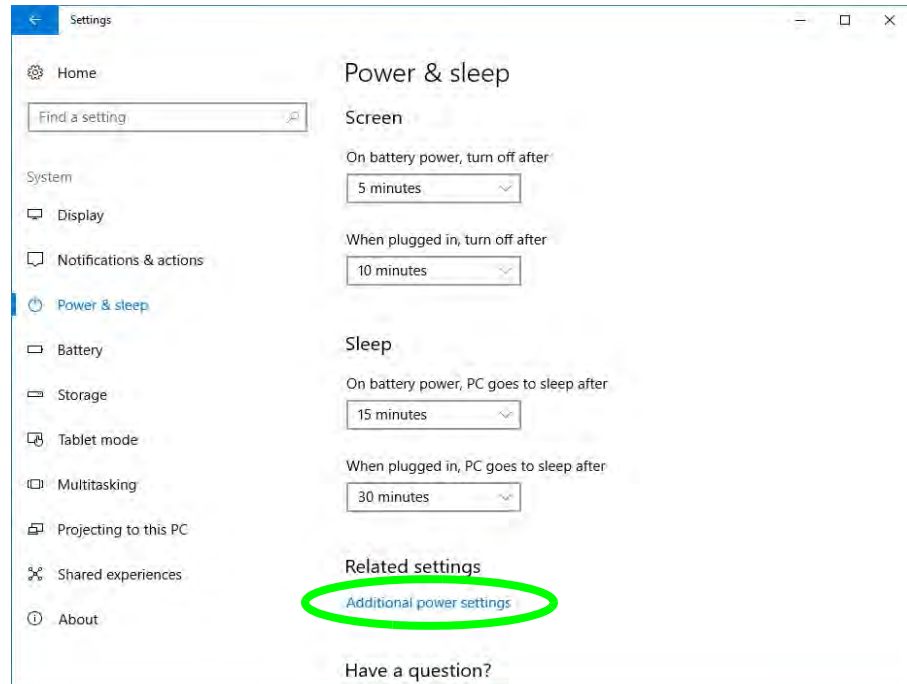 Settings
Home
Find a setting
System
Display
Notifications & actions
Power & sleep
Battery
Storage
Tablet mode
Multitasking
Projecting to this PC
Shared experiences
About
Power & sleep
Screen
On battery power, turn off after
5 minutes
When plugged in, turn off after
10 minutes
Sleep
On battery power, PC goes to sleep after
15 minutes
When plugged in, PC goes to sleep after
30 minutes
Related settings
Additional power settings
Have a question?